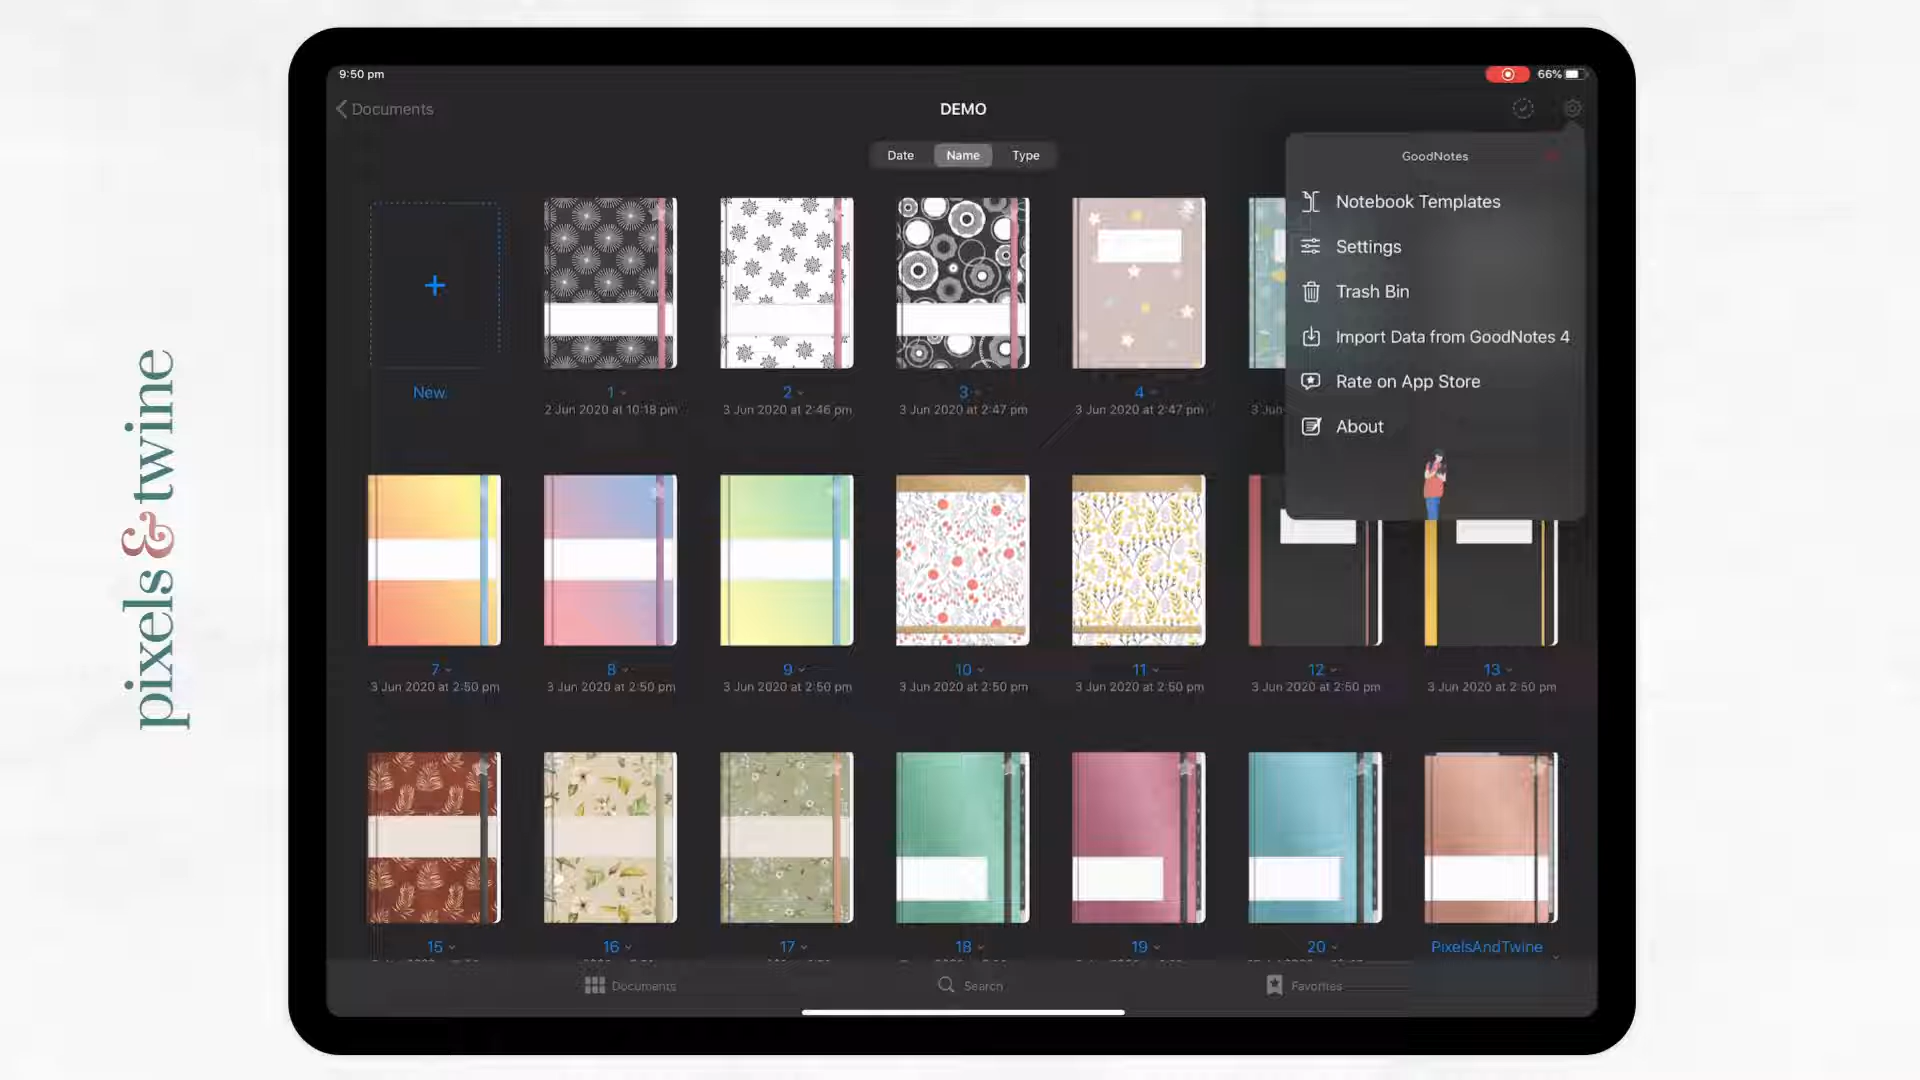 9:50 pm
66%
Documents
DEMO
Date
Name
Type
GoodNotes
Notebook Templates
Settings
Trash Bin
Import Data from GoodNotes 4
Rate on App Store
About
New
1
2
3
4
2 Jun 2020 at 10:18 pm
3 Jun 2020 at 2:46 pm
3 Jun 2020 at 2:47 pm
3 Jun 2020 at 2:47 pm
3 Jun
7
8
9
10
11
12
13
3 Jun 2020 at 2:50 pm
3 Jun 2020 at 2:50 pm
3 Jun 2020 at 2:50 pm
3 Jun 2020 at 2:50 pm
3 Jun 2020 at 2:50 pm
3 Jun 2020 at 2:50 pm
3 Jun 2020 at 2:50 pm
15
16
17
18
19
20
PixelsAndTwine
Documents
Search
Favorites
pixels & twine